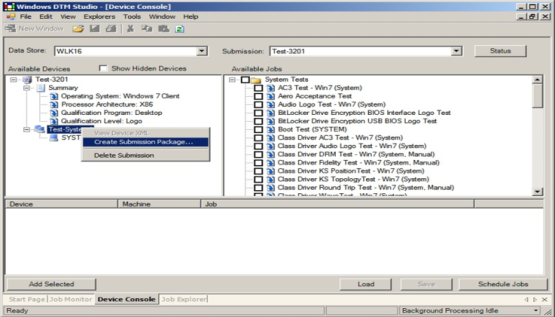 Windows DTM Studio - [Device Console]
File Edit View Explorers Tools Window Help
New Window
Data Store: WLK16 Submission: Test-3201 Status
Available Devices Show Hidden Devices Available Jobs
Test-3201
Summary
Operating System: Windows 7 Client
Processor Architecture: X86
Qualification Program: Desktop
Qualification Level: Logo
Test-Syste
SYST
View Device XML
Create Submission Package...
Delete Submission
System Tests
AC3 Test - Win7 (System)
Aero Acceptance Test
Audio Logo Test - Win7 (System)
BitLocker Drive Encryption BIOS Interface Logo Test
BitLocker Drive Encryption USB BIOS Logo Test
Boot Test (SYSTEM)
Class Driver AC3 Test - Win7 (System)
Class Driver Audio Logo Test - Win7 (System)
Class Driver DRM Test - Win7 (System, Manual)
Class Driver Fidelity Test - Win7 (System, Manual)
Class Driver KS PositionTest - Win7 (System)
Class Driver KS TopologyTest - Win7 (System)
Class Driver Round Trip Test - Win7 (System, Manual)
Class Driver WaveTest - Win7 (System)
Device Machine Job
Add Selected Load Save Schedule Jobs
Start Page Job Monitor Device Console Job Explorer
Ready Background Processing Idle